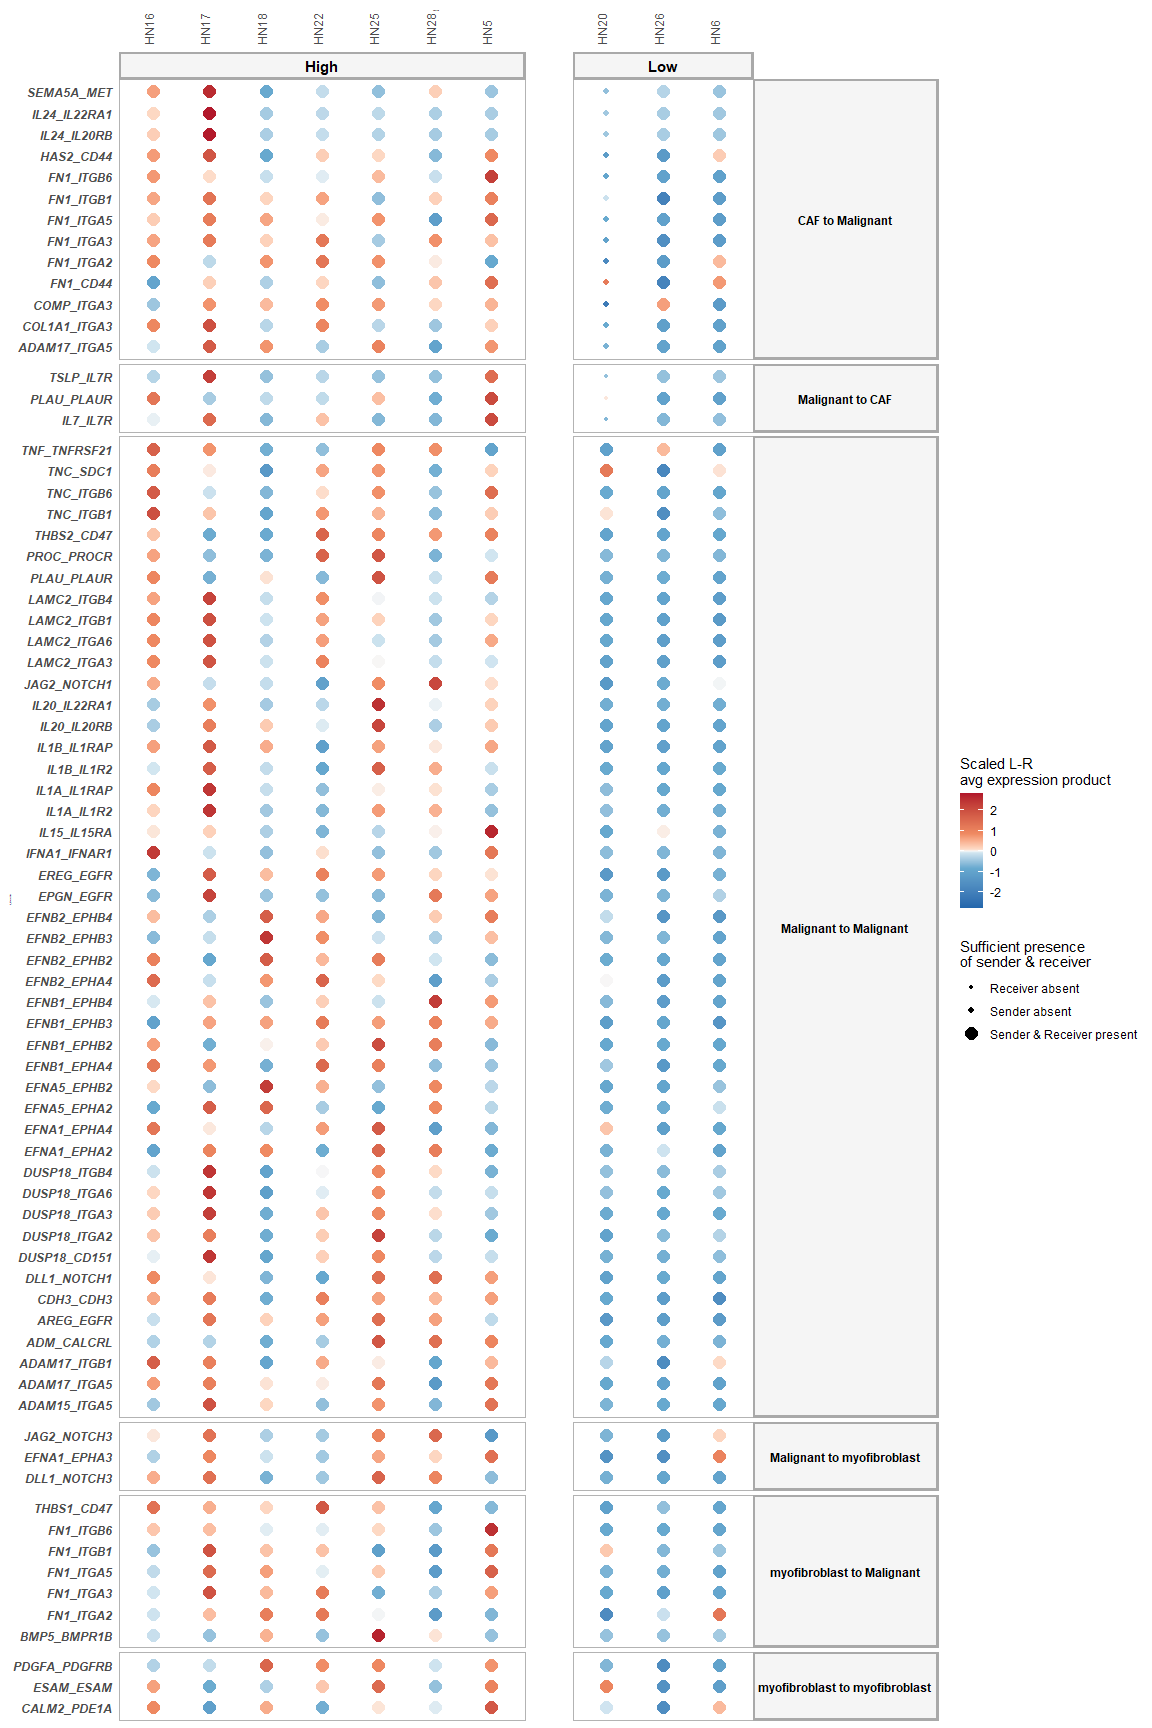 HN16 HN17 HN18 HN22 HN25 HN28 HN5 HN20 HN26 HN6
High Low
SEMA5A_MET
IL24_IL22RA1
IL24_IL20RB
HAS2_CD44
FN1_ITGB6
FN1_ITGB1
FN1_ITGA5
FN1_ITGA3
FN1_ITGA2
FN1_CD44
COMP_ITGA3
COL1A1_ITGA3
ADAM17_ITGA5
CAF to Malignant
TSLP_IL7R
PLAU_PLAUR
IL7_IL7R
Malignant to CAF
TNF_TNFRSF21
TNC_SDC1
TNC_ITGB6
TNC_ITGB1
THBS2_CD47
PROC_PROCR
PLAU_PLAUR
LAMC2_ITGB4
LAMC2_ITGB1
LAMC2_ITGA6
LAMC2_ITGA3
JAG2_NOTCH1
IL20_IL22RA1
IL20_IL20RB
IL1B_IL1RAP
IL1B_IL1R2
IL1A_IL1RAP
IL1A_IL1R2
IL15_IL15RA
IFNA1_IFNAR1
EREG_EGFR
EPGN_EGFR
EFNB2_EPHB4
EFNB2_EPHB3
EFNB2_EPHB2
EFNB2_EPHA4
EFNB1_EPHB4
EFNB1_EPHB3
EFNB1_EPHB2
EFNB1_EPHA4
EFNA5_EPHB2
EFNA5_EPHA2
EFNA1_EPHA4
EFNA1_EPHA2
DUSP18_ITGB4
DUSP18_ITGA6
DUSP18_ITGA3
DUSP18_ITGA2
DUSP18_CD151
DLL1_NOTCH1
CDH3_CDH3
AREG_EGFR
ADM_CALCRL
ADAM17_ITGB1
ADAM17_ITGA5
ADAM15_ITGA5
Malignant to Malignant
JAG2_NOTCH3
EFNA1_EPHA3
DLL1_NOTCH3
Malignant to myofibroblast
THBS1_CD47
FN1_ITGB6
FN1_ITGB1
FN1_ITGA5
FN1_ITGA3
FN1_ITGA2
BMP5_BMPR1B
myofibroblast to Malignant
PDGFA_PDGFRB
ESAM_ESAM
CALM2_PDE1A
myofibroblast to myofibroblast
Scaled L-R
avg expression product
2
1
0
-1
-2
Sufficient presence
of sender & receiver
Receiver absent
Sender absent
Sender & Receiver present